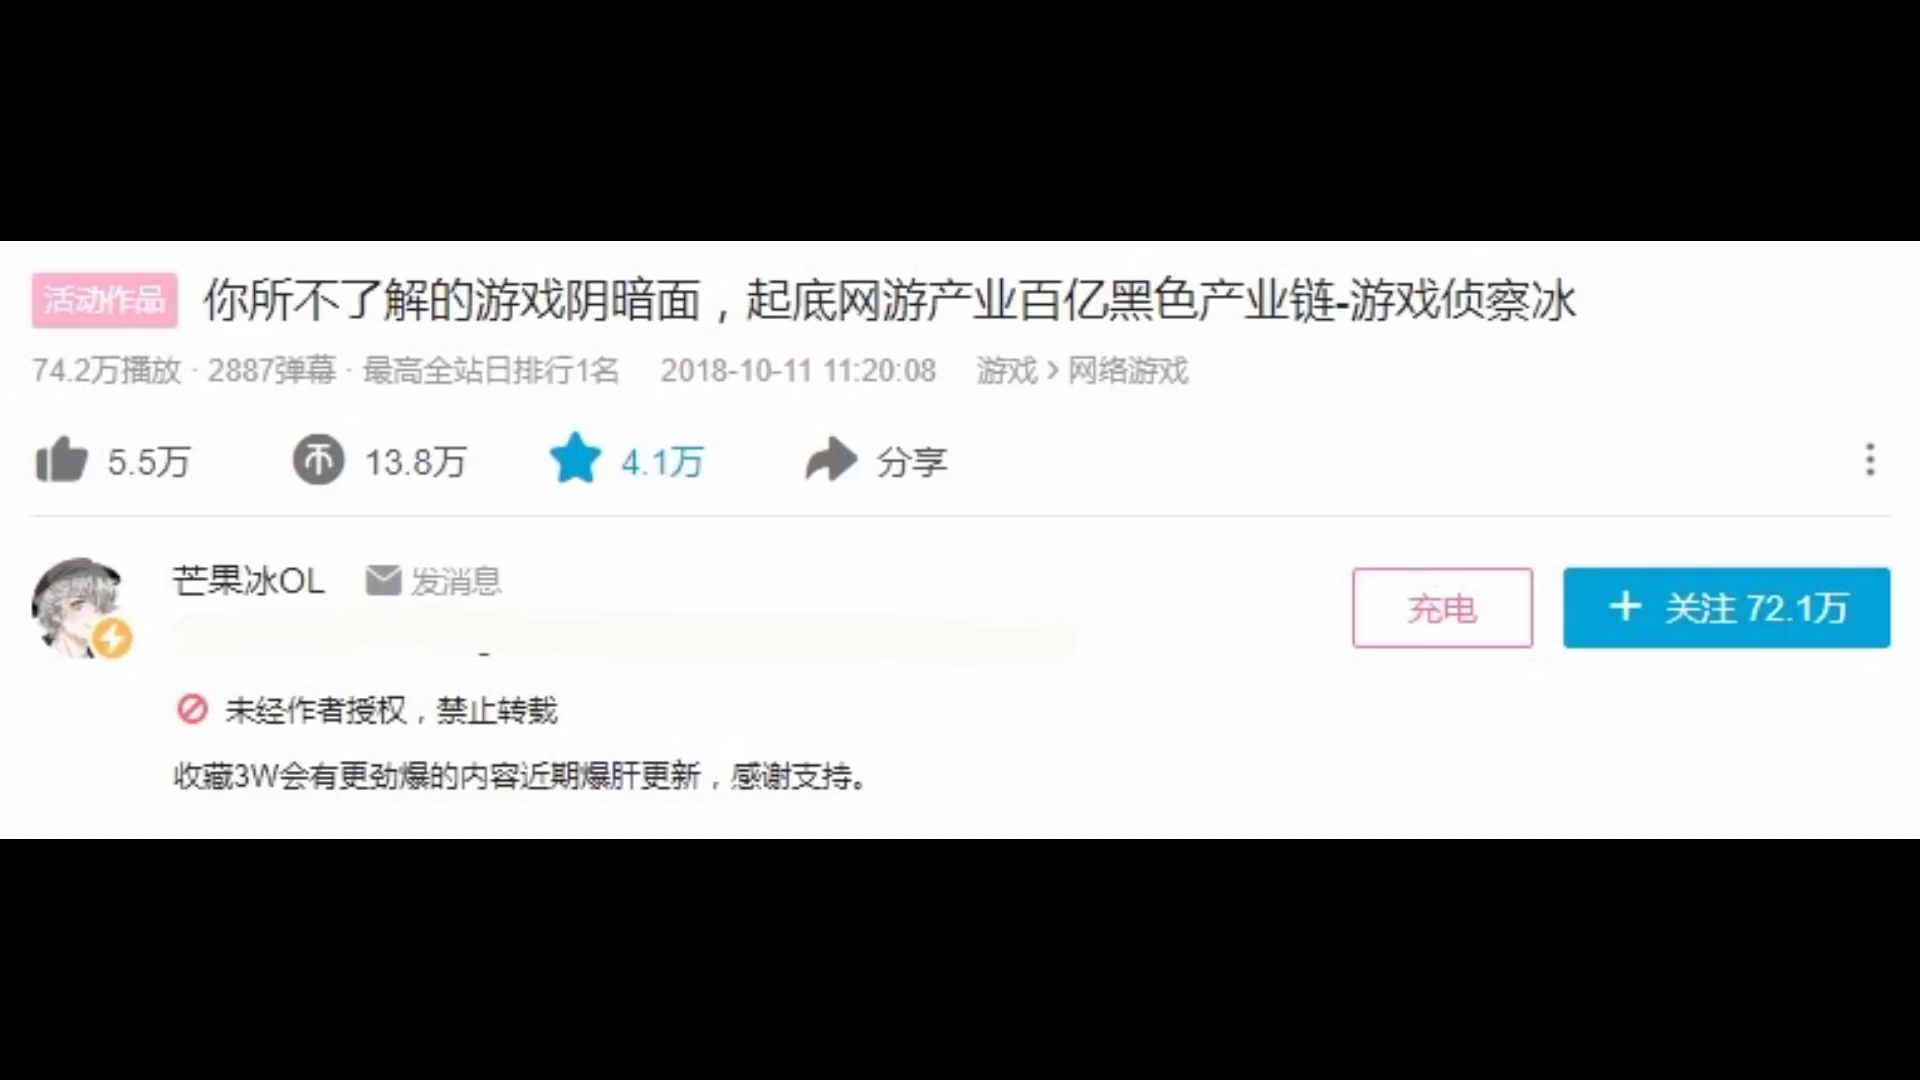 活动作品 你所不了解的游戏阴暗面，起底网游产业百亿黑色产业链-游戏侦察冰
74.2万播放 · 2887弹幕 · 最高全站日排行1名 2018-10-11 11:20:08 游戏 > 网络游戏
5.5万 13.8万 4.1万 分享
芒果冰OL 发消息
充电 + 关注 72.1万
未经作者授权，禁止转载
收藏3W会有更劲爆的内容近期爆肝更新，感谢支持。